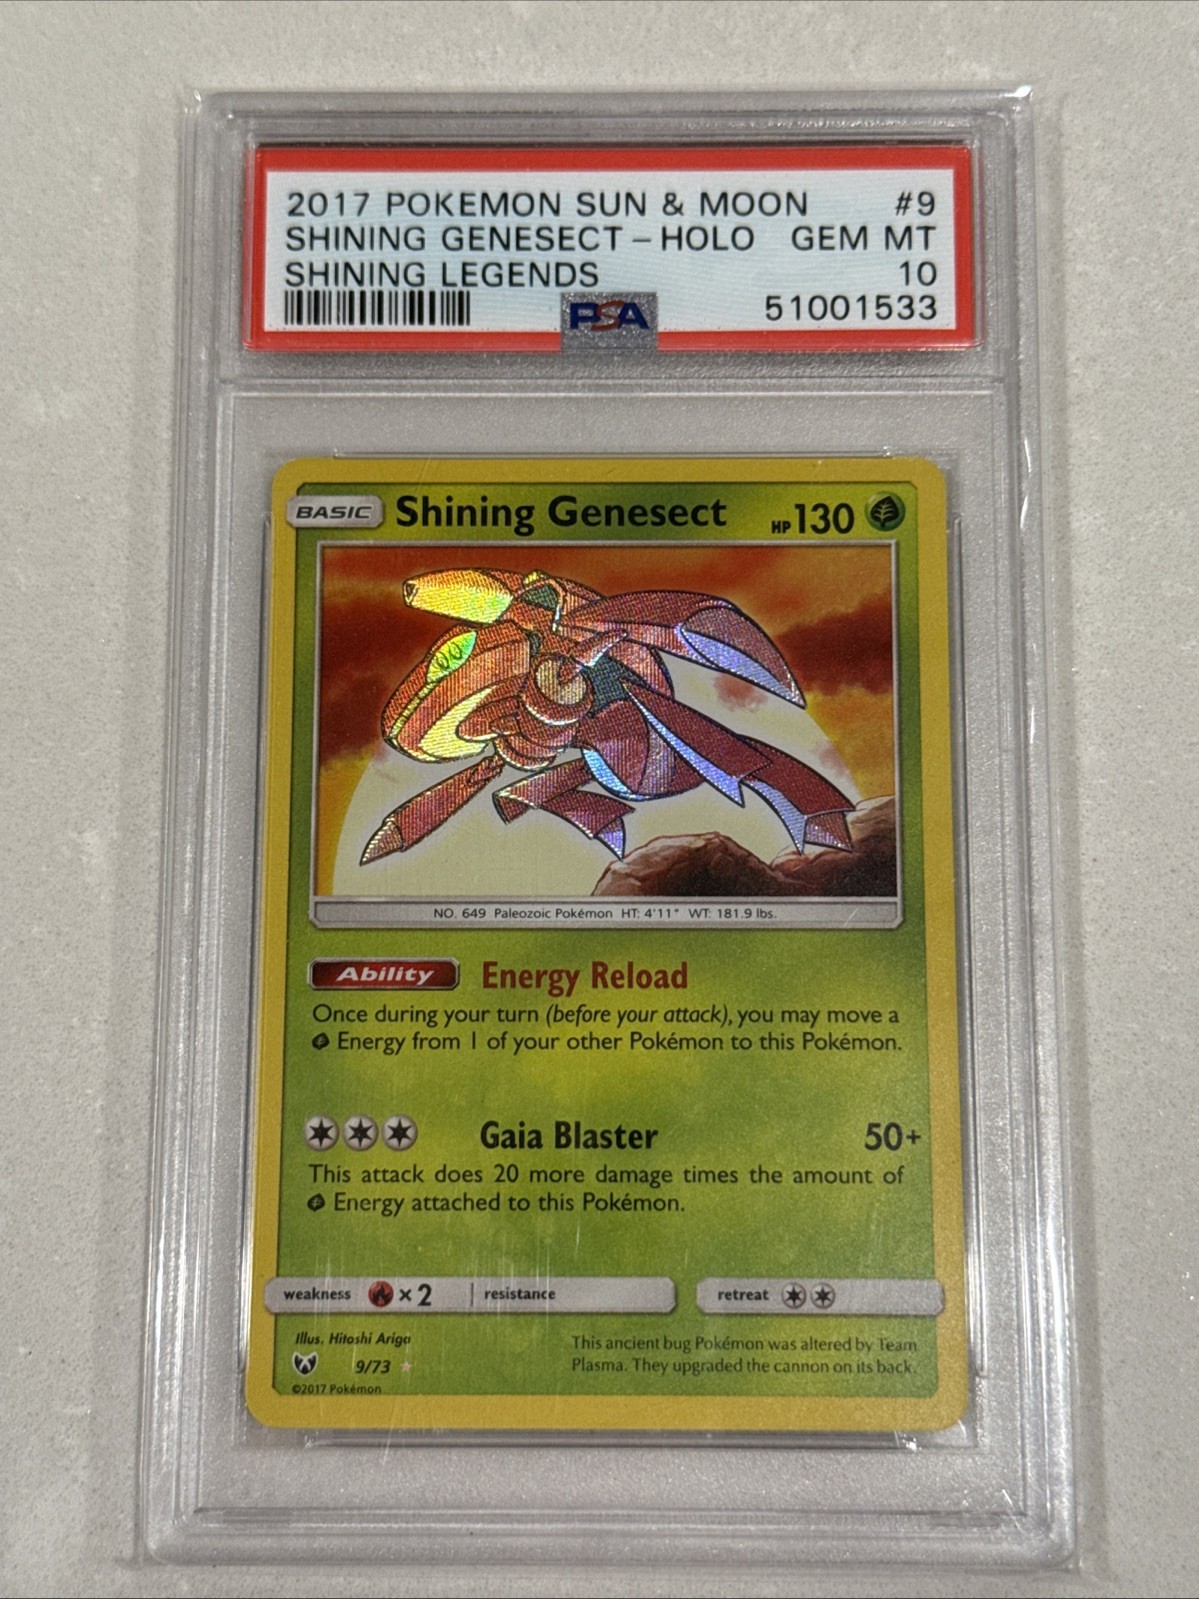 2017 POKEMON SUN & MOON #9
SHINING GENESECT – HOLO GEM MT
SHINING LEGENDS 10
PSA 51001533
BASIC Shining Genesect HP 130
NO. 649 Paleozoic Pokémon HT: 4'11" WT: 181.9 lbs.
Ability Energy Reload
Once during your turn (before your attack), you may move a
Energy from 1 of your other Pokémon to this Pokémon.
Gaia Blaster 50+
This attack does 20 more damage times the amount of
Energy attached to this Pokémon.
weakness ×2 resistance retreat
Illus. Hitoshi Ariga
9/73
©2017 Pokémon
This ancient bug Pokémon was altered by Team
Plasma. They upgraded the cannon on its back.